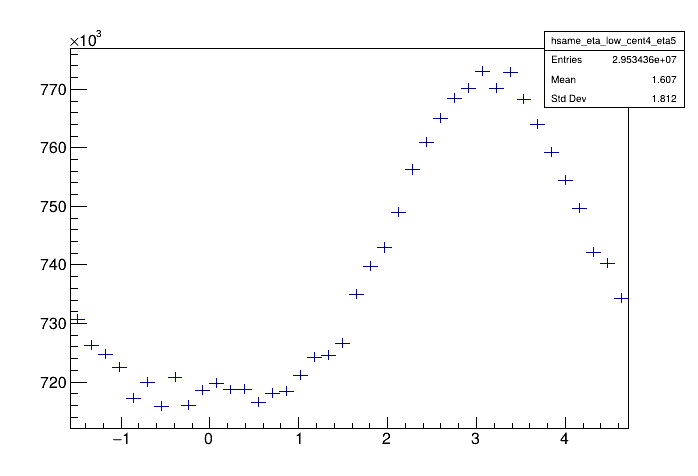 ×10³
hsame_eta_low_cent4_eta5
Entries 2.953436e+07
Mean 1.607
Std Dev 1.812
770
760
750
740
730
720
−1 0 1 2 3 4